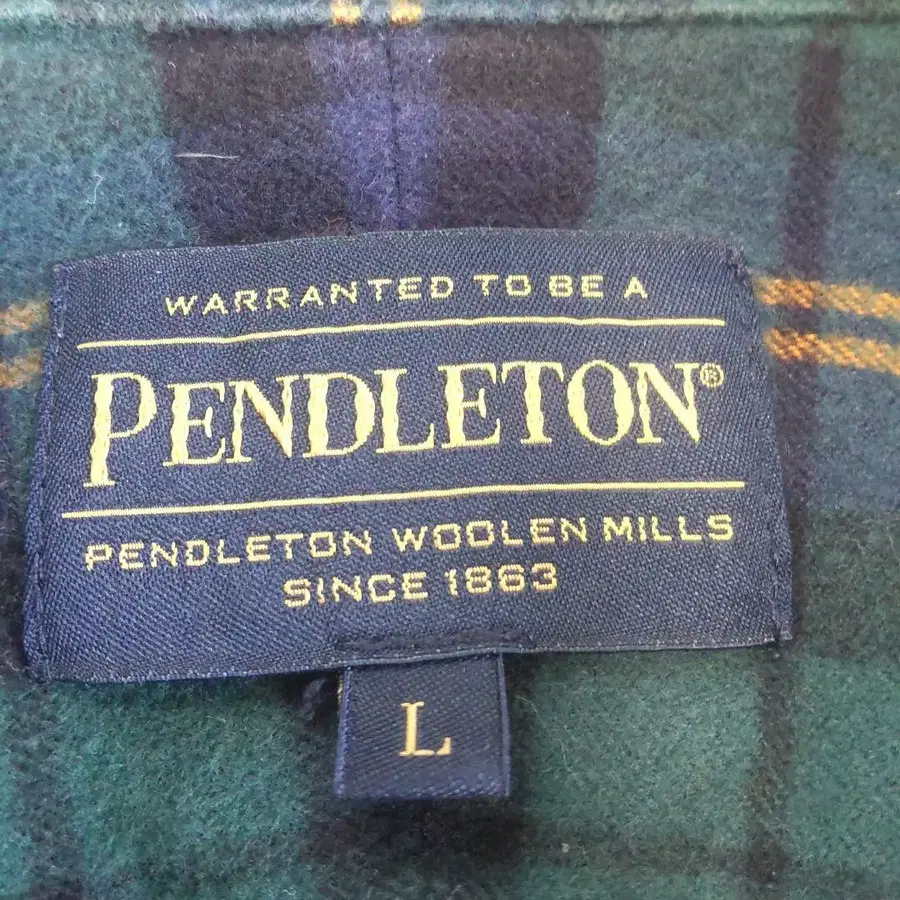 WARRANTED TO BE A
PENDLETON®
PENDLETON WOOLEN MILLS
SINCE 1863
L